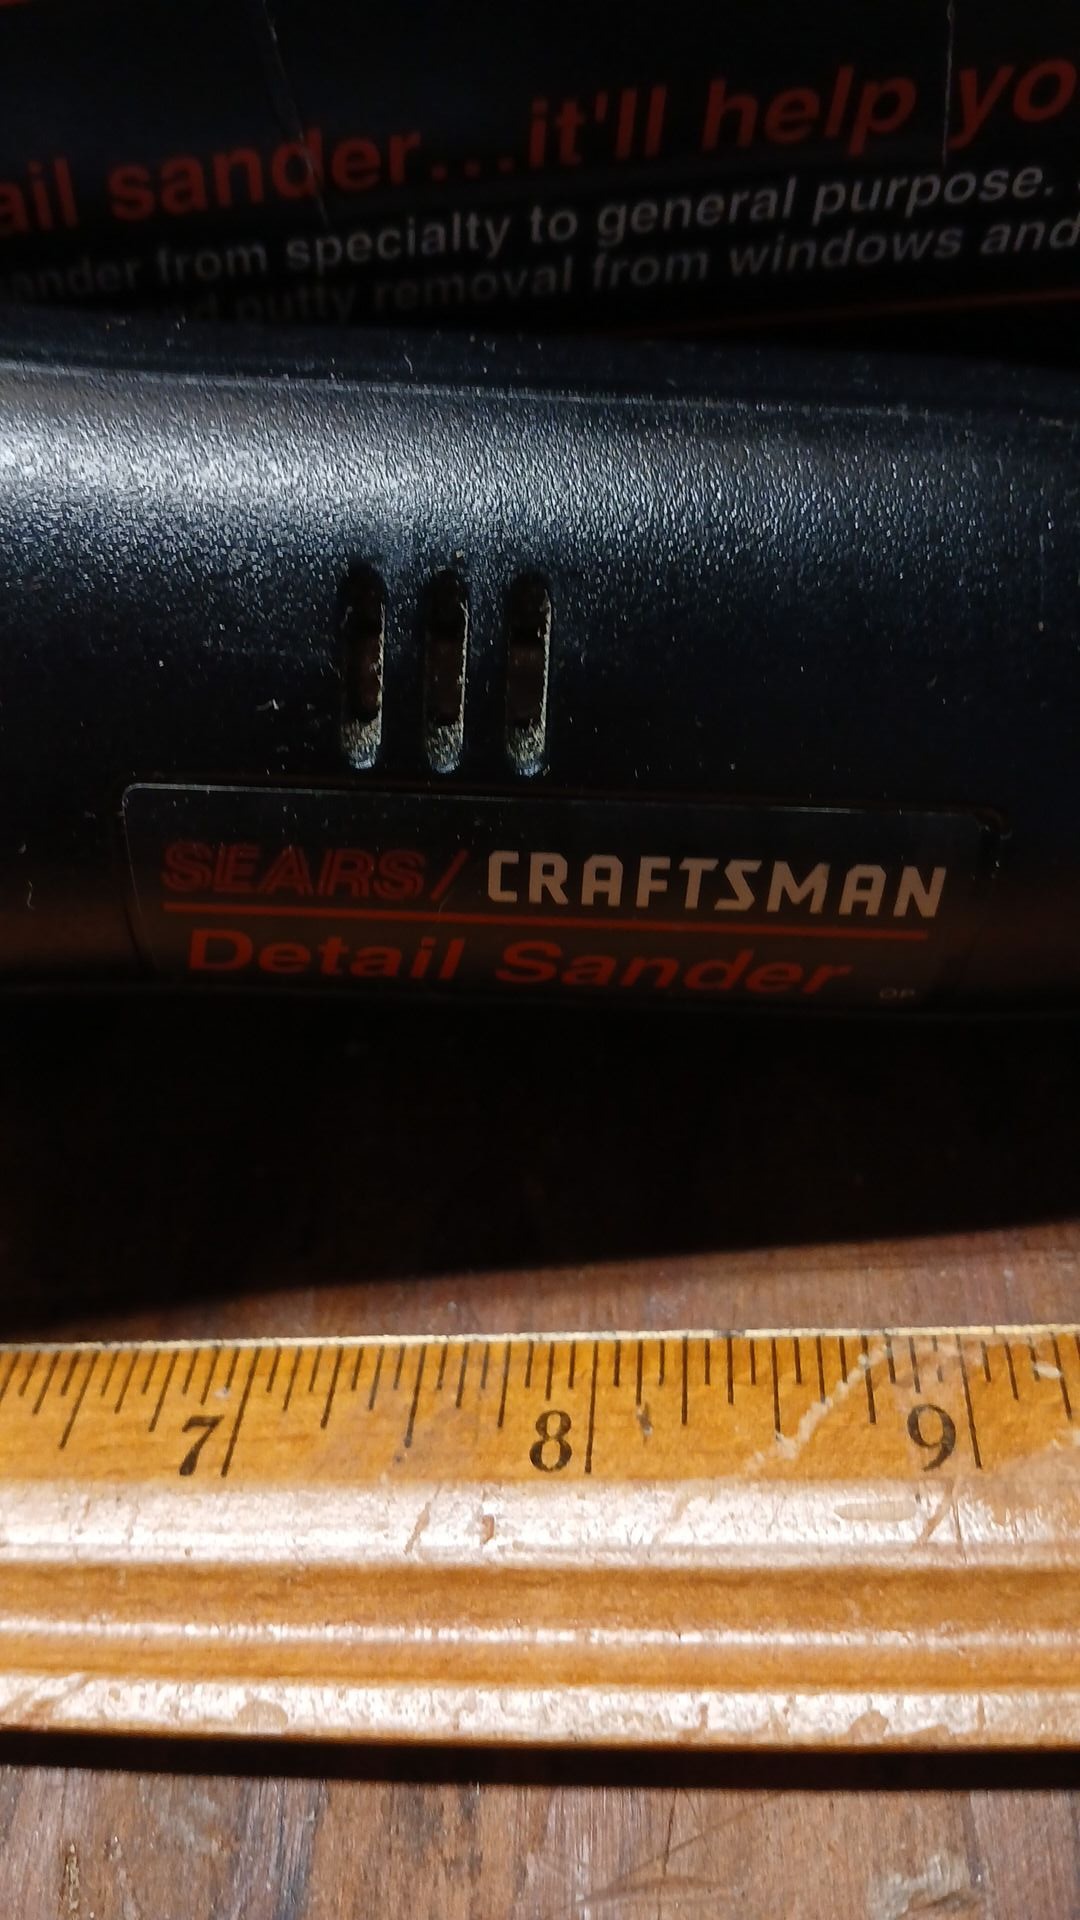 ail sander...it'll help yo
ander from specialty to general purpose.
nd putty removal from windows and
SEARS/CRAFTSMAN
Detail Sander
7 8 9